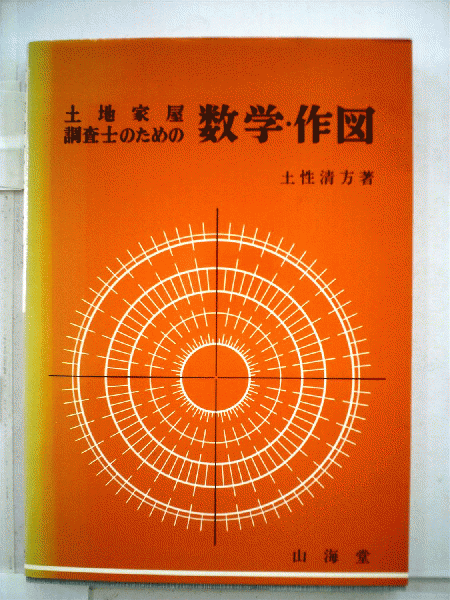 土地家屋
調査士のための
数学・作図
土性清方著
山海堂